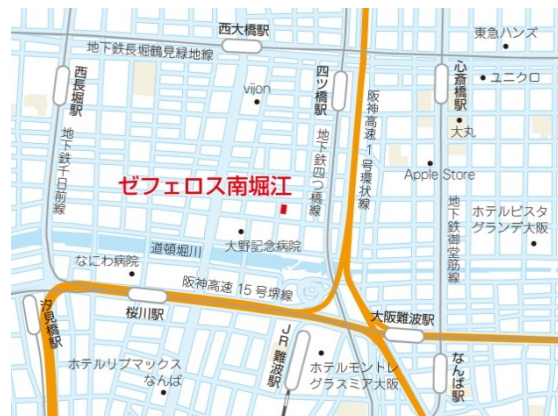 西大橋駅
東急ハンズ
地下鉄長堀鶴見緑地線
西長堀駅
四ツ橋駅
心斎橋駅
ユニクロ
vijon
阪神高速1号環状線
大丸
地下鉄千日前線
地下鉄四つ橋線
Apple Store
ゼフェロス南堀江
地下鉄御堂筋線
ホテルビスタ
グランデ大阪
大野記念病院
道頓堀川
なにわ病院
阪神高速15号堺線
汐見橋駅
桜川駅
大阪難波駅
JR難波駅
なんば駅
ホテルリブマックス
なんば
ホテルモントレ
グラスミア大阪